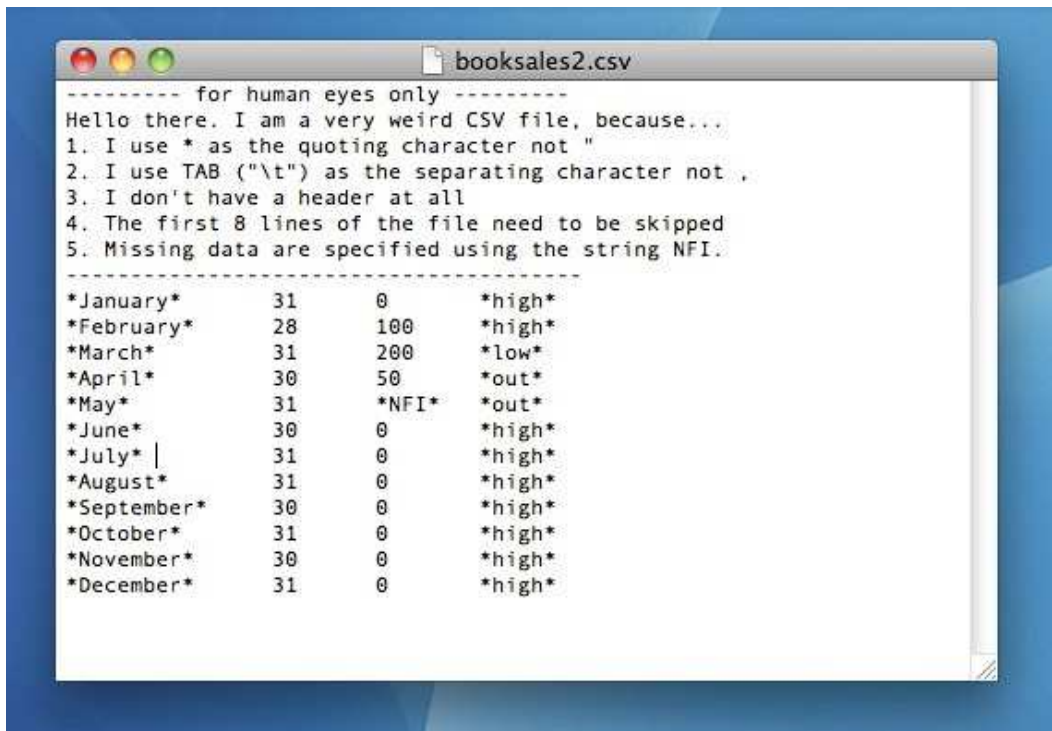 booksales2.csv
--------- for human eyes only ---------
Hello there. I am a very weird CSV file, because...
1. I use * as the quoting character not "
2. I use TAB ("\t") as the separating character not ,
3. I don't have a header at all
4. The first 8 lines of the file need to be skipped
5. Missing data are specified using the string NFI.
-----------------------------------------
*January* 31 0 *high*
*February* 28 100 *high*
*March* 31 200 *low*
*April* 30 50 *out*
*May* 31 *NFI* *out*
*June* 30 0 *high*
*July* 31 0 *high*
*August* 31 0 *high*
*September* 30 0 *high*
*October* 31 0 *high*
*November* 30 0 *high*
*December* 31 0 *high*